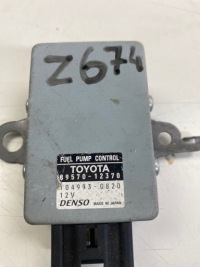 Z674
FUEL PUMP CONTROL
TOYOTA
89570-12370
104993-0820
12V
DENSO MADE IN JAPAN